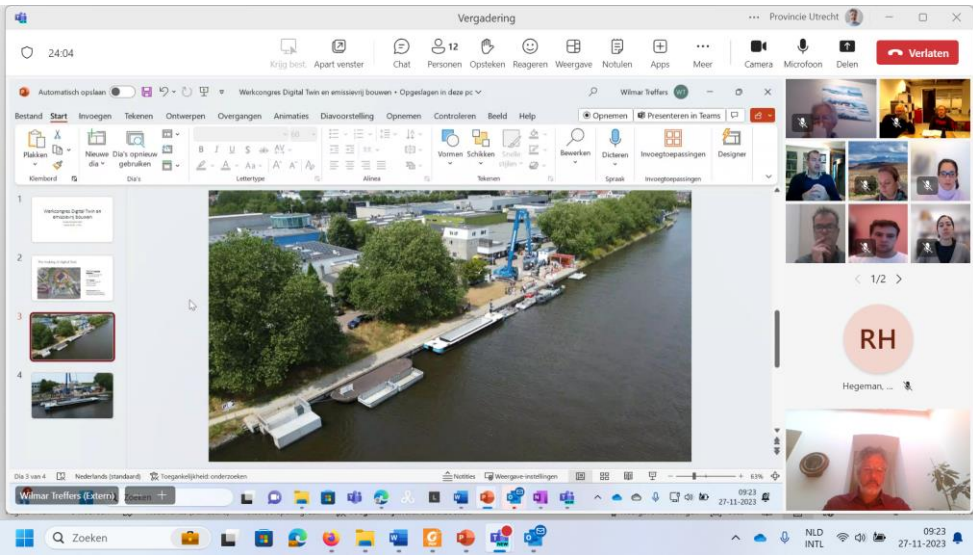 Vergadering
Provincie Utrecht
24:04
Krijg best. Apart venster
Chat
12
Personen
Opsteken
Reageren
Weergave
Notulen
Apps
Meer
Camera
Microfoon
Delen
Verlaten
Automatisch opslaan
Werkcongres Digital Twin en emissievrij bouwen • Opgeslagen in deze pc
Wilmar Treffers
WT
Bestand Start Invoegen Tekenen Ontwerpen Overgangen Animaties Diavoorstelling Opnemen Controleren Beeld Help
Opnemen
Presenteren in Teams
Plakken
Nieuwe dia
Dia's opnieuw gebruiken
Vormen Schikken Snelle stijlen
Bewerken
Dicteren
Invoegtoepassingen
Designer
Klembord
Dia's
Lettertype
Alinea
Tekenen
Spraak
Invoegtoepassingen
1
Werkcongres Digital Twin en
emissievrij bouwen
2
3
4
1/2
RH
Hegeman, ...
Dia 3 van 4
Nederlands (standaard)
Toegankelijkheid: onderzoeken
Notities
Weergave-instellingen
63%
Wilmar Treffers (Extern)
Zoeken
09:23
27-11-2023
Zoeken
NLD
INTL
09:23
27-11-2023